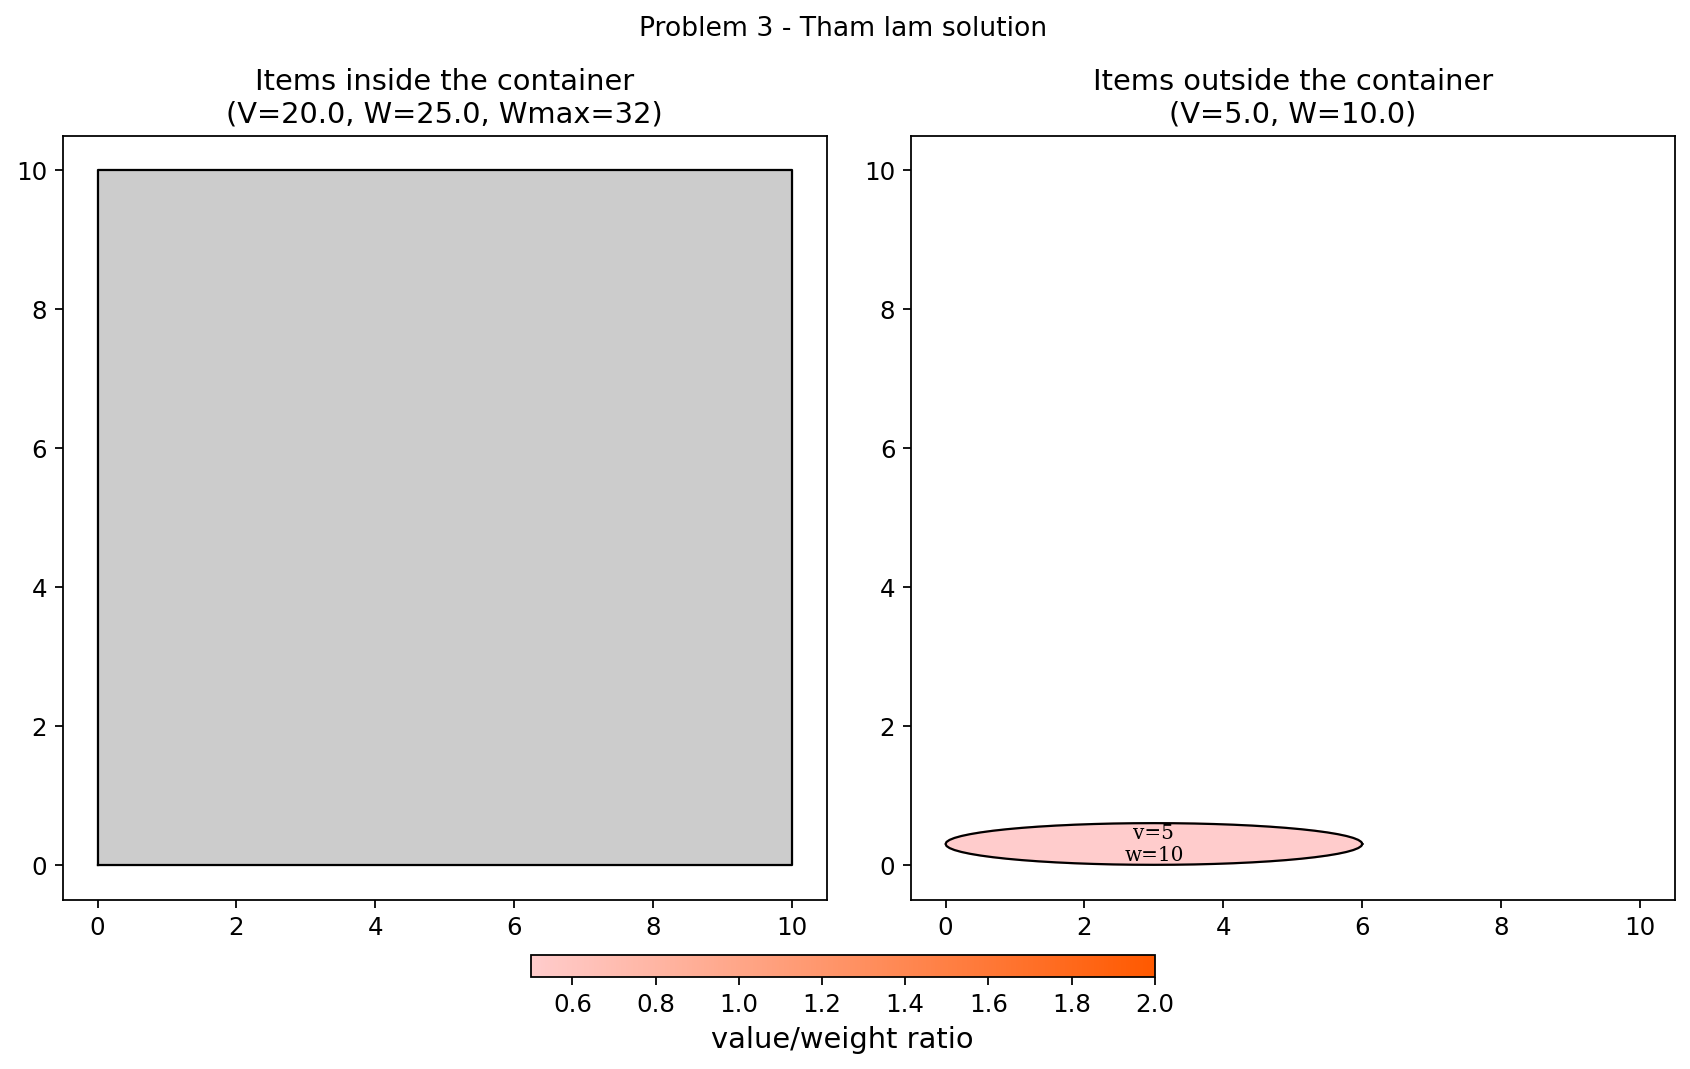 Problem 3 - Tham lam solution
Items inside the container
(V=20.0, W=25.0, Wmax=32)
Items outside the container
(V=5.0, W=10.0)
10
8
6
4
2
0
0 2 4 6 8 10
10
8
6
4
2
0
v=5
w=10
0 2 4 6 8 10
0.6 0.8 1.0 1.2 1.4 1.6 1.8 2.0
value/weight ratio